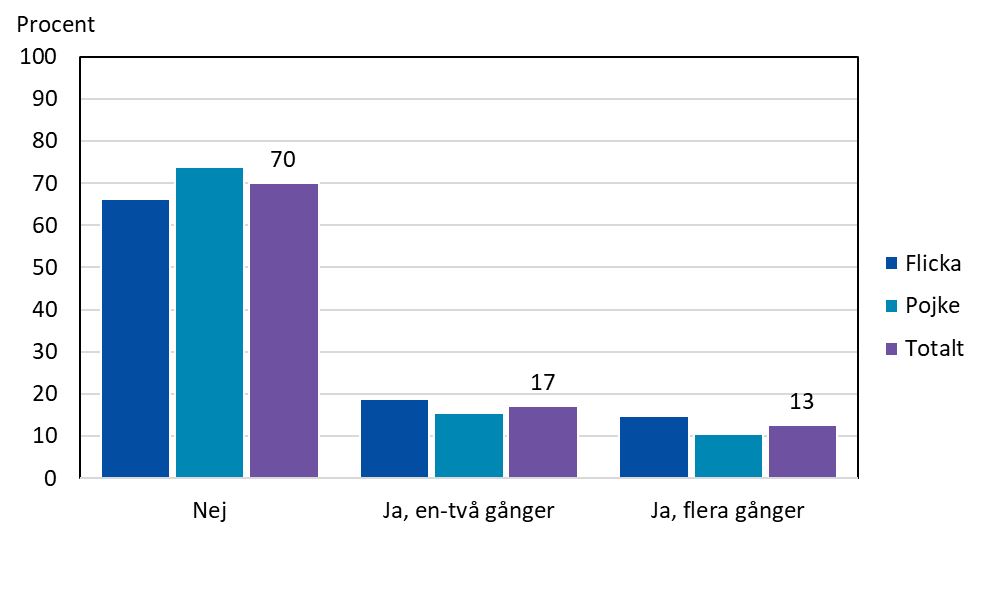 Procent
100
90
80
70
60
50
40
30
20
10
0
70
17
13
Nej
Ja, en-två gånger
Ja, flera gånger
Flicka
Pojke
Totalt